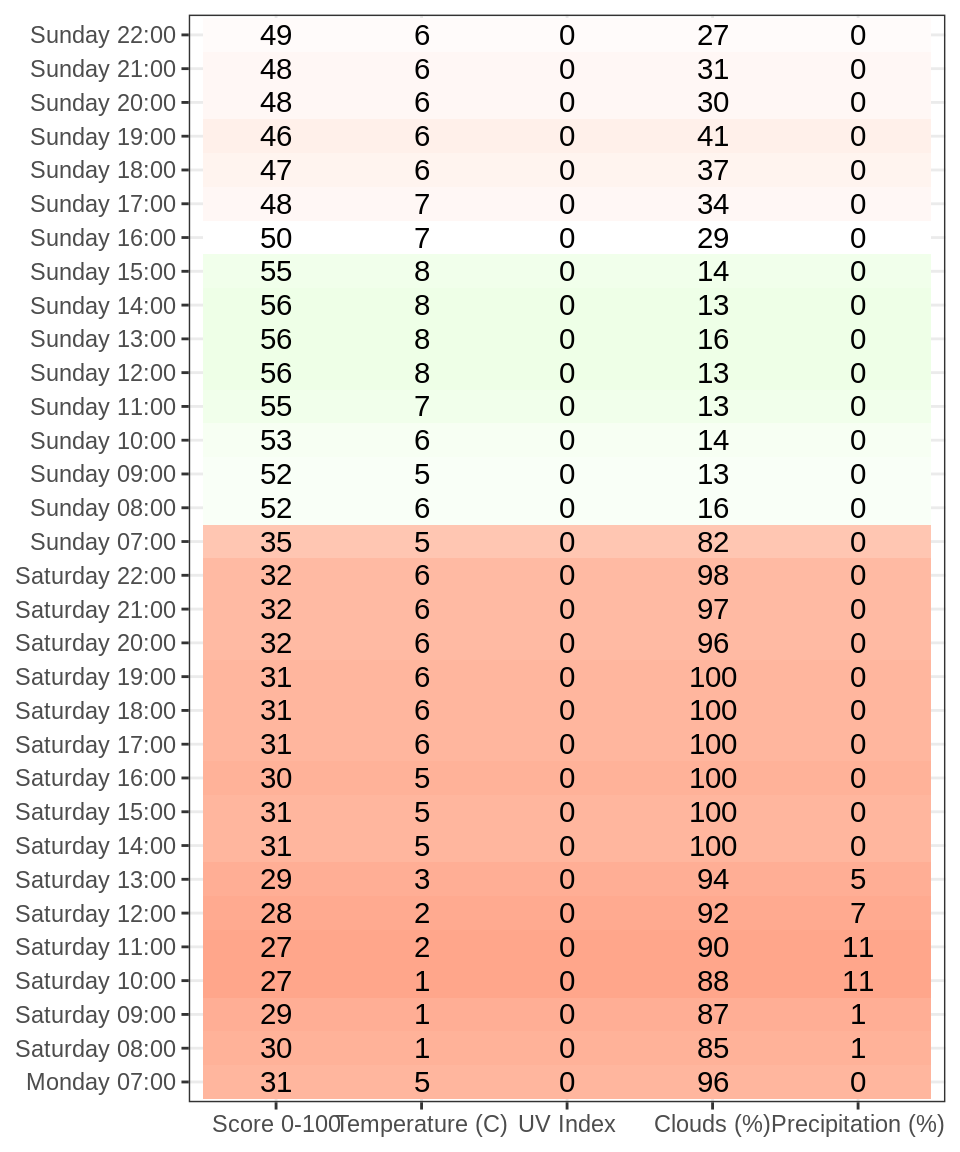 Sunday 22:00 49 6 0 27 0
Sunday 21:00 48 6 0 31 0
Sunday 20:00 48 6 0 30 0
Sunday 19:00 46 6 0 41 0
Sunday 18:00 47 6 0 37 0
Sunday 17:00 48 7 0 34 0
Sunday 16:00 50 7 0 29 0
Sunday 15:00 55 8 0 14 0
Sunday 14:00 56 8 0 13 0
Sunday 13:00 56 8 0 16 0
Sunday 12:00 56 8 0 13 0
Sunday 11:00 55 7 0 13 0
Sunday 10:00 53 6 0 14 0
Sunday 09:00 52 5 0 13 0
Sunday 08:00 52 6 0 16 0
Sunday 07:00 35 5 0 82 0
Saturday 22:00 32 6 0 98 0
Saturday 21:00 32 6 0 97 0
Saturday 20:00 32 6 0 96 0
Saturday 19:00 31 6 0 100 0
Saturday 18:00 31 6 0 100 0
Saturday 17:00 31 6 0 100 0
Saturday 16:00 30 5 0 100 0
Saturday 15:00 31 5 0 100 0
Saturday 14:00 31 5 0 100 0
Saturday 13:00 29 3 0 94 5
Saturday 12:00 28 2 0 92 7
Saturday 11:00 27 2 0 90 11
Saturday 10:00 27 1 0 88 11
Saturday 09:00 29 1 0 87 1
Saturday 08:00 30 1 0 85 1
Monday 07:00 31 5 0 96 0
Score 0-100 Temperature (C) UV Index Clouds (%) Precipitation (%)